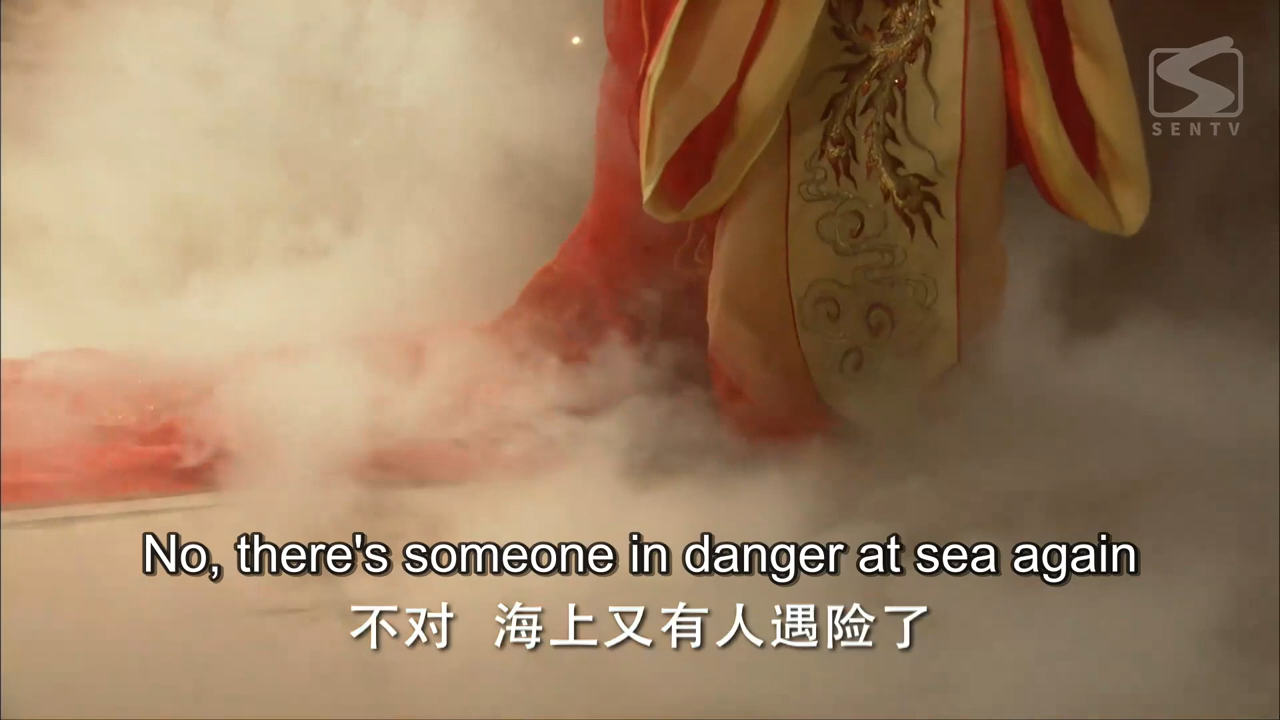 SENTV
No, there's someone in danger at sea again
不对 海上又有人遇险了